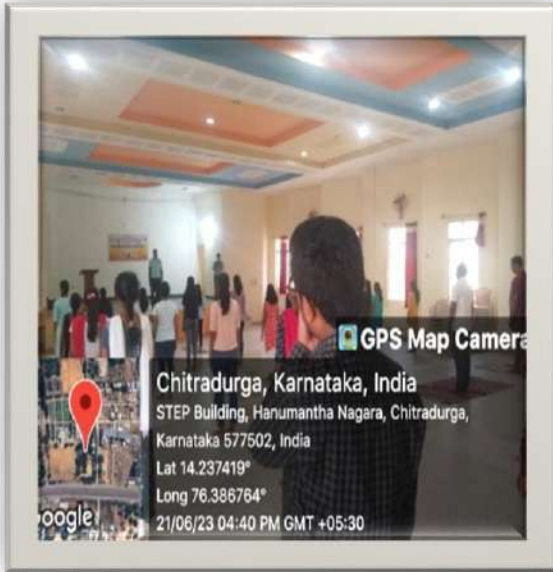 GPS Map Camera
Chitradurga, Karnataka, India
STEP Building, Hanumantha Nagara, Chitradurga,
Karnataka 577502, India
Lat 14.237419°
Long 76.386764°
21/06/23 04:40 PM GMT +05:30
oogle